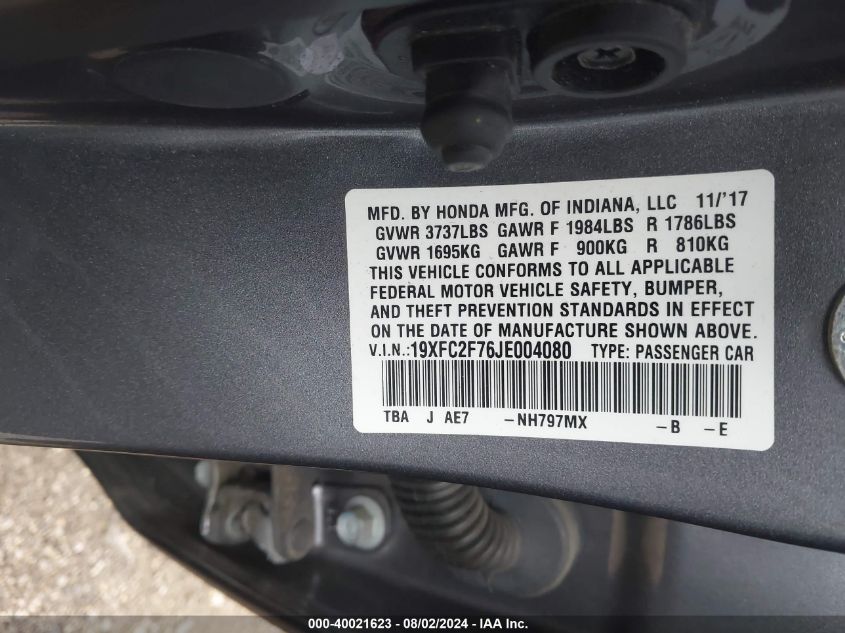 MFD. BY HONDA MFG. OF INDIANA, LLC 11/'17
GVWR 3737LBS GAWR F 1984LBS R 1786LBS
GVWR 1695KG GAWR F 900KG R 810KG
THIS VEHICLE CONFORMS TO ALL APPLICABLE
FEDERAL MOTOR VEHICLE SAFETY, BUMPER,
AND THEFT PREVENTION STANDARDS IN EFFECT
ON THE DATE OF MANUFACTURE SHOWN ABOVE.
V.I.N.:19XFC2F76JE004080 TYPE: PASSENGER CAR
TBA J AE7 -NH797MX -B -E
000-40021623 - 08/02/2024 - IAA Inc.